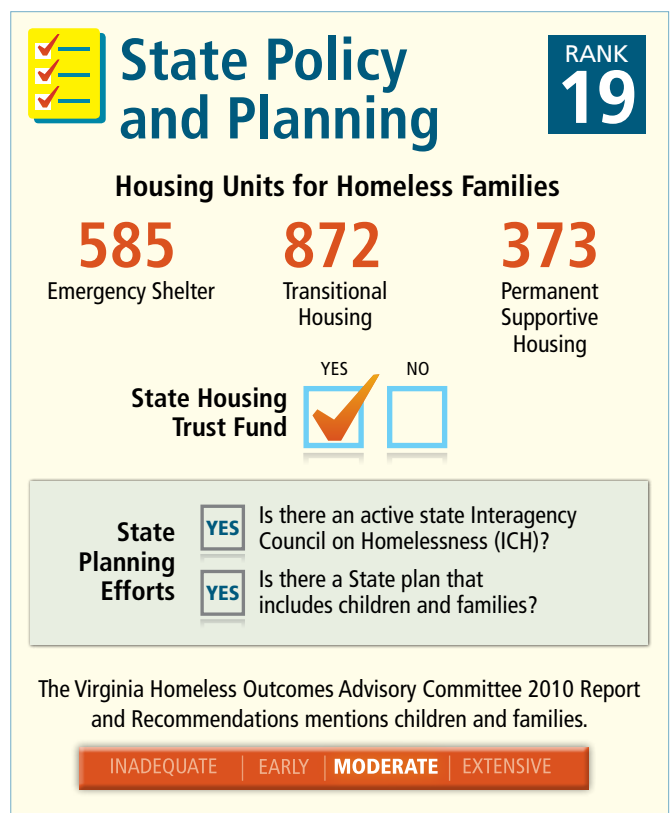 State Policy
and Planning
RANK
19
Housing Units for Homeless Families
585
Emergency Shelter
872
Transitional
Housing
373
Permanent
Supportive
Housing
YES
NO
State Housing
Trust Fund
State
Planning
Efforts
YES
Is there an active state Interagency
Council on Homelessness (ICH)?
YES
Is there a State plan that
includes children and families?
The Virginia Homeless Outcomes Advisory Committee 2010 Report
and Recommendations mentions children and families.
INADEQUATE | EARLY | MODERATE | EXTENSIVE